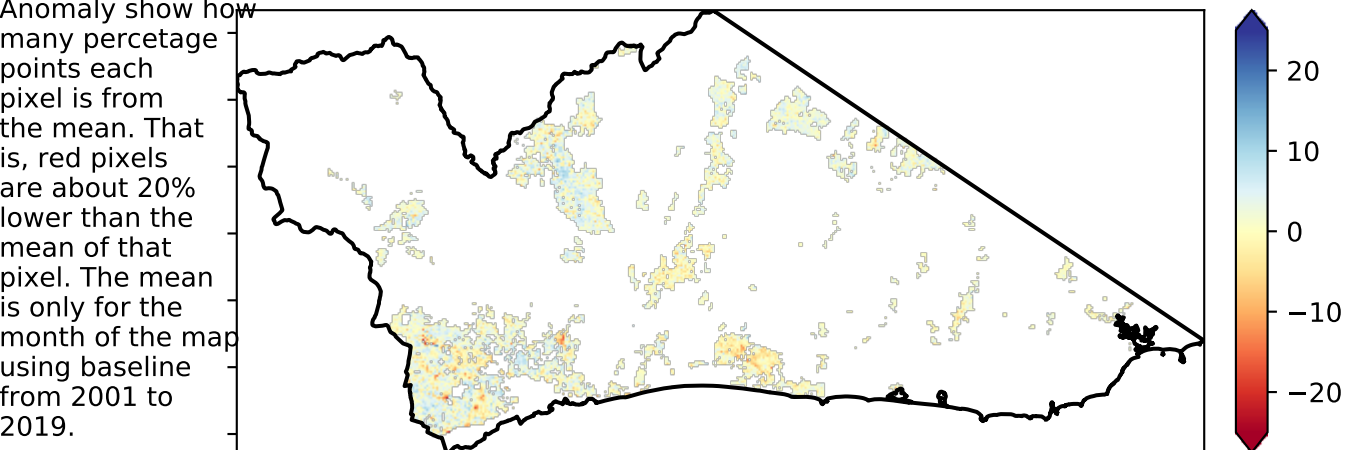 Anomaly show how
many percetage
points each
pixel is from
the mean. That
is, red pixels
are about 20%
lower than the
mean of that
pixel. The mean
is only for the
month of the map
using baseline
from 2001 to
2019.
20
10
0
−10
−20